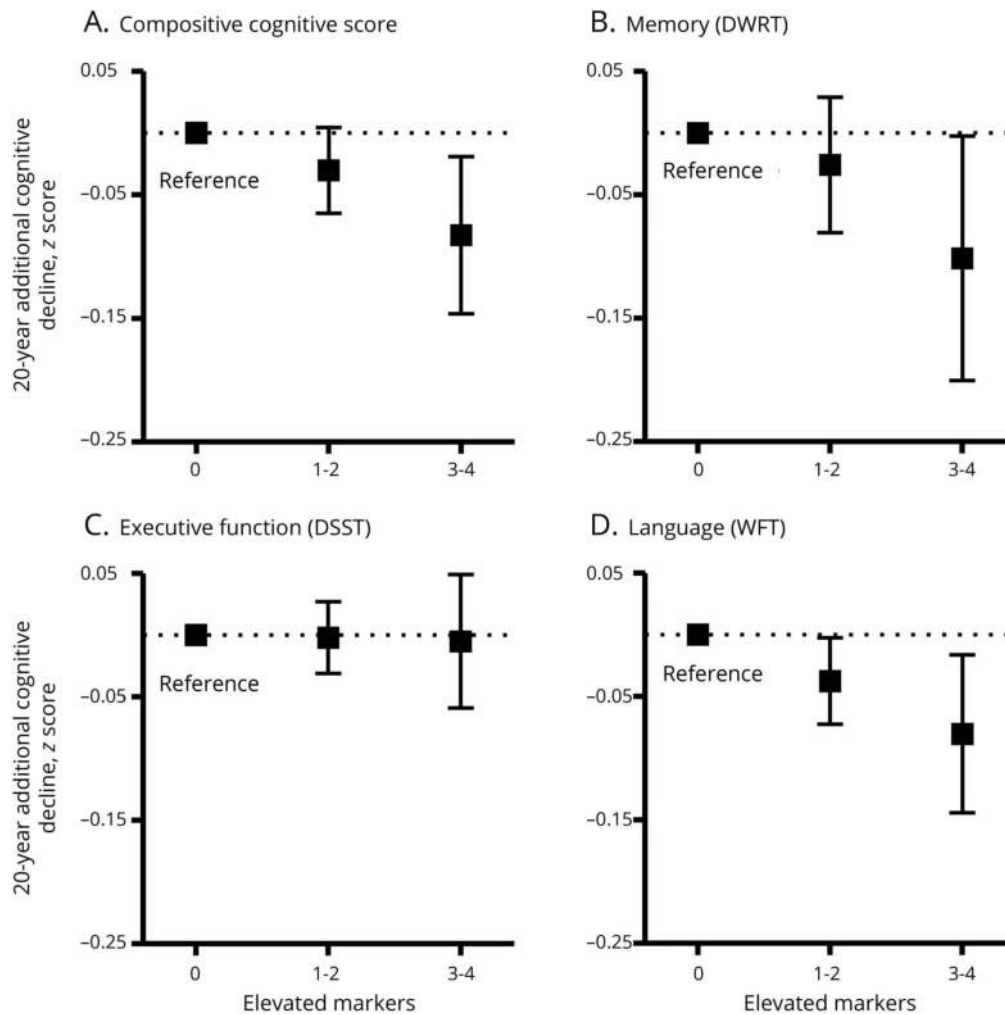 A. Compositive cognitive score
0.05
−0.05
−0.15
−0.25
20-year additional cognitive
decline, z score
Reference
0
1-2
3-4
B. Memory (DWRT)
0.05
−0.05
−0.15
−0.25
Reference
0
1-2
3-4
C. Executive function (DSST)
0.05
−0.05
−0.15
−0.25
20-year additional cognitive
decline, z score
Reference
0
1-2
3-4
Elevated markers
D. Language (WFT)
0.05
−0.05
−0.15
−0.25
Reference
0
1-2
3-4
Elevated markers